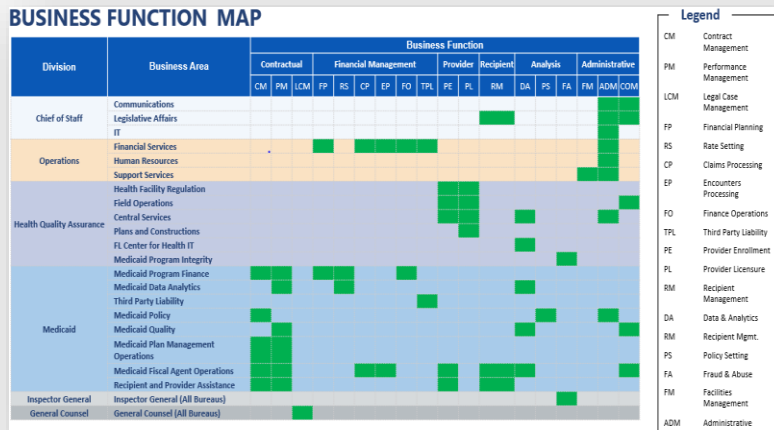 BUSINESS FUNCTION MAP
Division
Business Area
Business Function
Contractual
Financial Management
Provider
Recipient
Analysis
Administrative
CM PM LCM FP RS CP EP FO TPL PE PL RM DA PS FA FM ADM COM
Chief of Staff
Communications
Legislative Affairs
IT
Operations
Financial Services
Human Resources
Support Services
Health Quality Assurance
Health Facility Regulation
Field Operations
Central Services
Plans and Constructions
FL Center for Health IT
Medicaid Program Integrity
Medicaid
Medicaid Program Finance
Medicaid Data Analytics
Third Party Liability
Medicaid Policy
Medicaid Quality
Medicaid Plan Management
Operations
Medicaid Fiscal Agent Operations
Recipient and Provider Assistance
Inspector General
Inspector General (All Bureaus)
General Counsel
General Counsel (All Bureaus)
Legend
CM Contract
Management
PM Performance
Management
LCM Legal Case
Management
FP Financial Planning
RS Rate Setting
CP Claims Processing
EP Encounters
Processing
FO Finance Operations
TPL Third Party Liability
PE Provider Enrollment
PL Provider Licensure
RM Recipient
Management
DA Data & Analytics
RM Recipient Mgmt.
PS Policy Setting
FA Fraud & Abuse
FM Facilities
Management
ADM Administrative